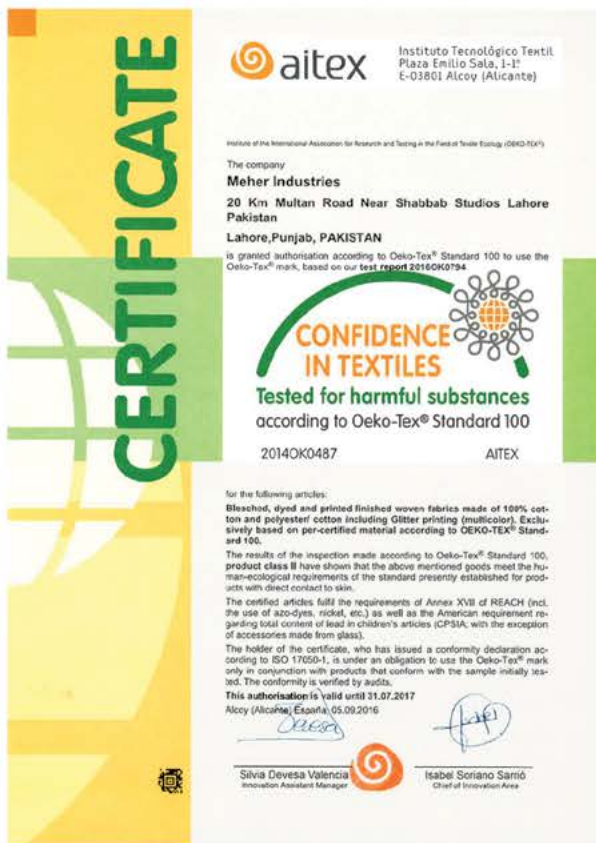 CERTIFICATE
aitex
Instituto Tecnológico Textil
Plaza Emilio Sala, 1-1º
E-03801 Alcoy (Alicante)
Institute of the International Association for Research and Testing in the Field of Textile Ecology (OEKO-TEX®)
The company
Meher Industries
20 Km Multan Road Near Shabbab Studios Lahore
Pakistan
Lahore,Punjab, PAKISTAN
is granted authorisation according to Oeko-Tex® Standard 100 to use the
Oeko-Tex® mark, based on our test report 2016OK0794
CONFIDENCE
IN TEXTILES
Tested for harmful substances
according to Oeko-Tex® Standard 100
2014OK0487 AITEX
for the following articles:
Bleached, dyed and printed finished woven fabrics made of 100% cot-
ton and polyester/ cotton including Glitter printing (multicolor). Exclu-
sively based on per-certified material according to OEKO-TEX® Stand-
ard 100.
The results of the inspection made according to Oeko-Tex® Standard 100,
product class II have shown that the above mentioned goods meet the hu-
man-ecological requirements of the standard presently established for prod-
ucts with direct contact to skin.
The certified articles fulfil the requirements of Annex XVII of REACH (incl.
the use of azo-dyes, nickel, etc.) as well as the American requirement re-
garding total content of lead in children's articles (CPSIA; with the exception
of accessories made from glass).
The holder of the certificate, who has issued a conformity declaration ac-
cording to ISO 17050-1, is under an obligation to use the Oeko-Tex® mark
only in conjunction with products that conform with the sample initially tes-
ted. The conformity is verified by audits.
This authorisation is valid until 31.07.2017
Alcoy (Alicante) España, 05.09.2016
Silvia Devesa Valencia
Innovation Assistant Manager
Isabel Soriano Sarrió
Chief of Innovation Area